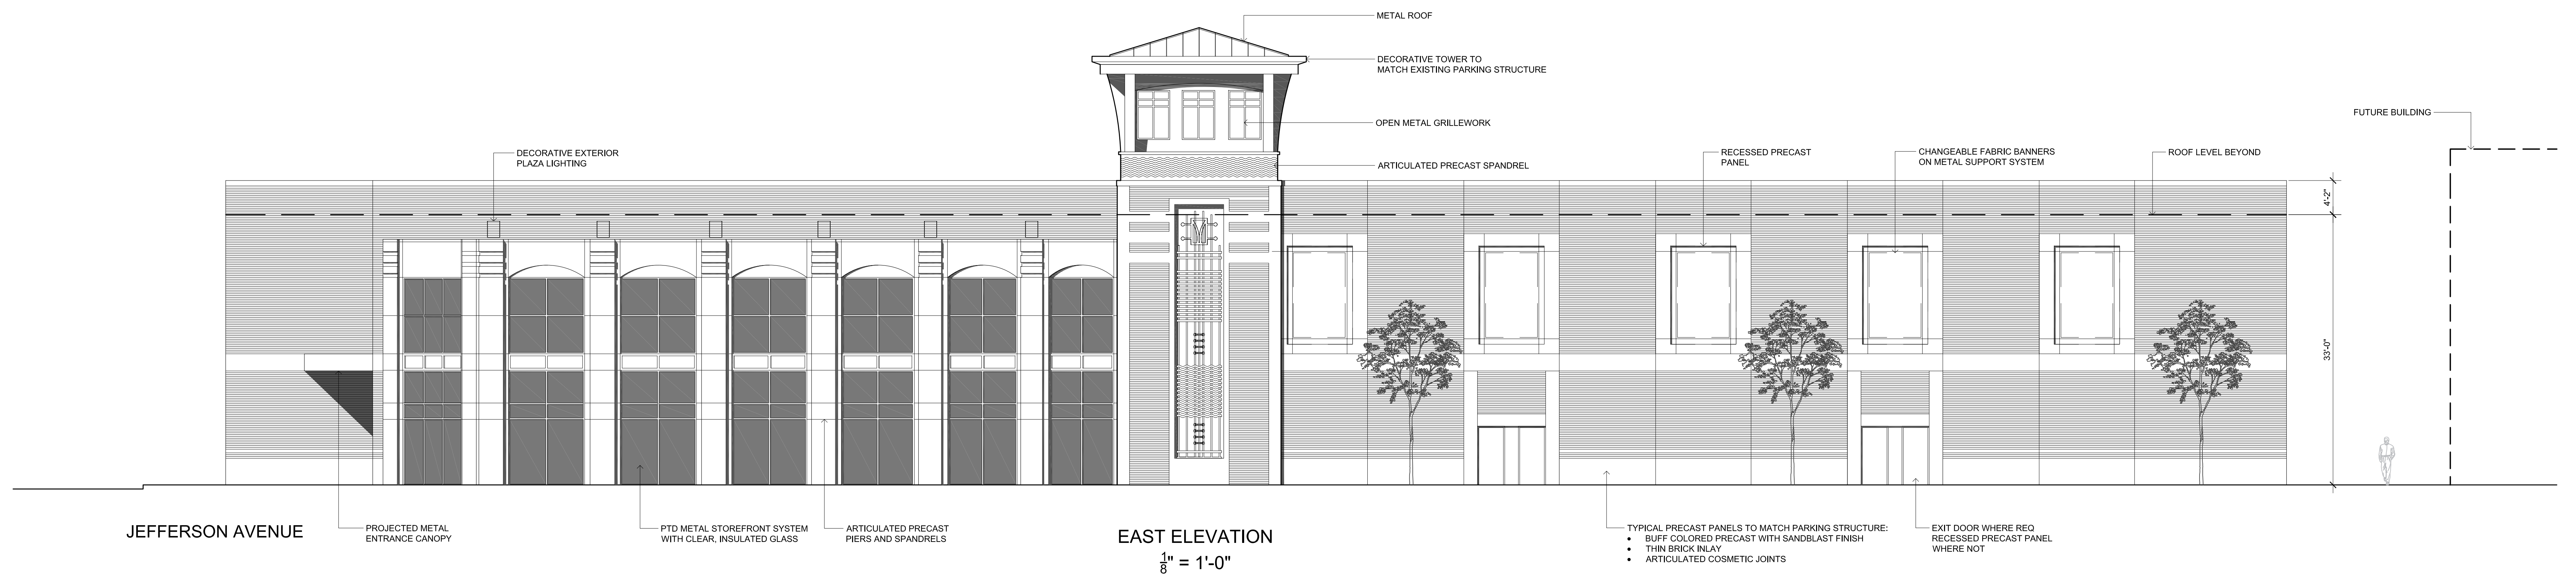 METAL ROOF
DECORATIVE TOWER TO
MATCH EXISTING PARKING STRUCTURE
OPEN METAL GRILLEWORK
ARTICULATED PRECAST SPANDREL
DECORATIVE EXTERIOR
PLAZA LIGHTING
RECESSED PRECAST
PANEL
CHANGEABLE FABRIC BANNERS
ON METAL SUPPORT SYSTEM
ROOF LEVEL BEYOND
FUTURE BUILDING
4'-2"
33'-0"
JEFFERSON AVENUE
PROJECTED METAL
ENTRANCE CANOPY
PTD METAL STOREFRONT SYSTEM
WITH CLEAR, INSULATED GLASS
ARTICULATED PRECAST
PIERS AND SPANDRELS
EAST ELEVATION
1/8" = 1'-0"
TYPICAL PRECAST PANELS TO MATCH PARKING STRUCTURE:
• BUFF COLORED PRECAST WITH SANDBLAST FINISH
• THIN BRICK INLAY
• ARTICULATED COSMETIC JOINTS
EXIT DOOR WHERE REQ
RECESSED PRECAST PANEL
WHERE NOT